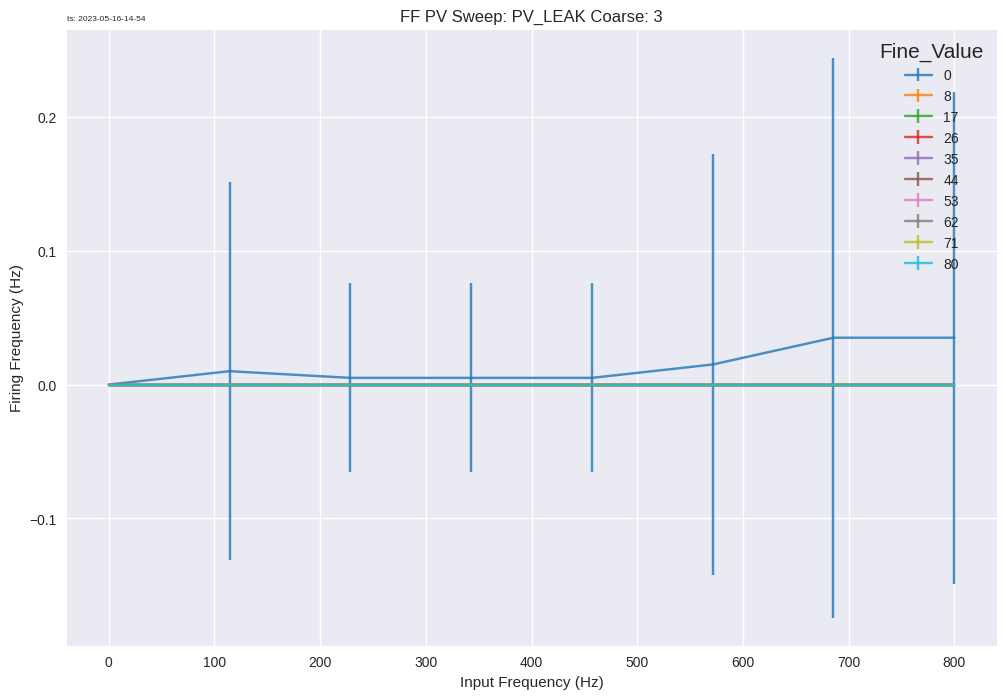 ts: 2023-05-16-14-54
FF PV Sweep: PV_LEAK Coarse: 3
Fine_Value
0
8
17
26
35
44
53
62
71
80
0.2
0.1
0.0
−0.1
Firing Frequency (Hz)
0 100 200 300 400 500 600 700 800
Input Frequency (Hz)